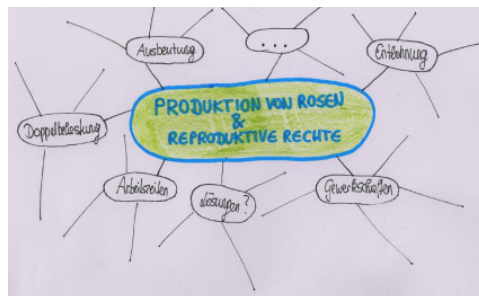 Ausbeutung
...
Entlohnung
PRODUKTION VON ROSEN
&
REPRODUKTIVE RECHTE
Doppelbelastung
Arbeitszeiten
Lösungen?
Gewerkschaften